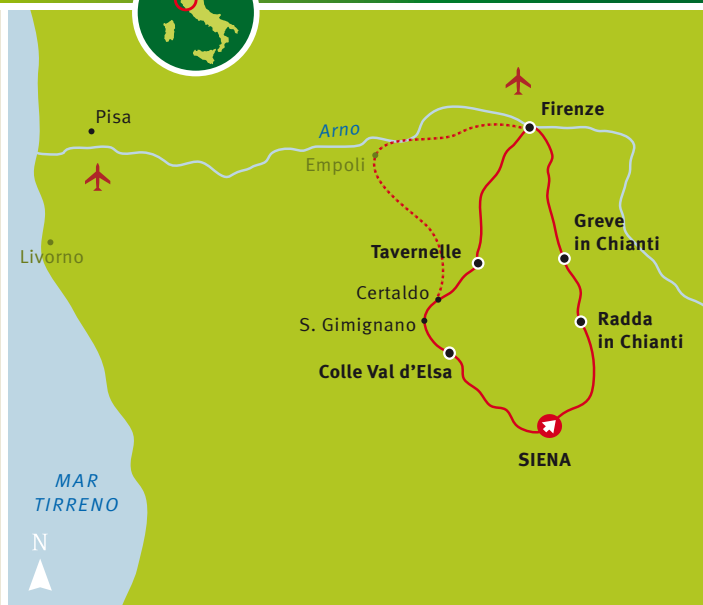 Pisa
Arno
Firenze
Empoli
Greve
in Chianti
Tavernelle
Livorno
Certaldo
S. Gimignano
Radda
in Chianti
Colle Val d'Elsa
SIENA
MAR
TIRRENO
N